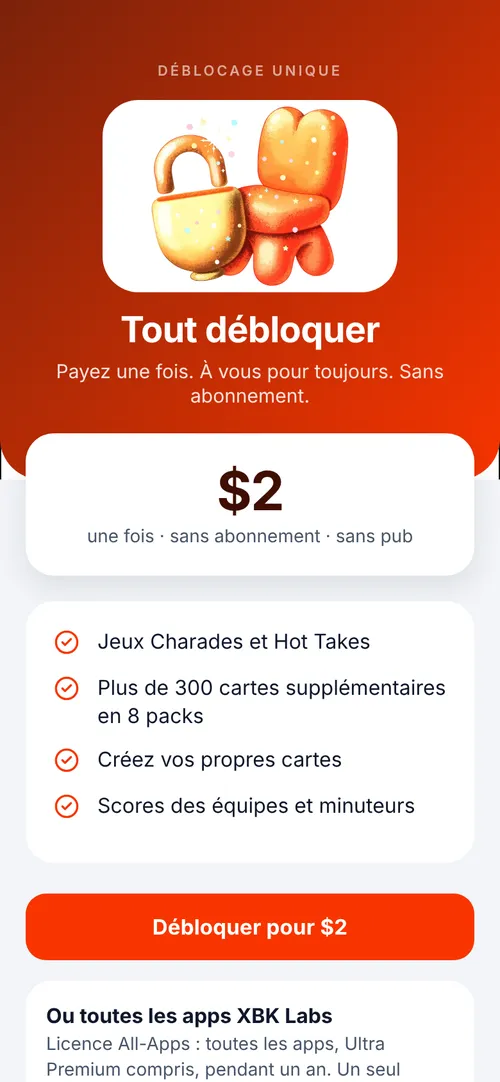 DÉBLOCAGE UNIQUE
Tout débloquer
Payez une fois. À vous pour toujours. Sans
abonnement.
$2
une fois · sans abonnement · sans pub
Jeux Charades et Hot Takes
Plus de 300 cartes supplémentaires
en 8 packs
Créez vos propres cartes
Scores des équipes et minuteurs
Débloquer pour $2
Ou toutes les apps XBK Labs
Licence All-Apps : toutes les apps, Ultra
Premium compris, pendant un an. Un seul